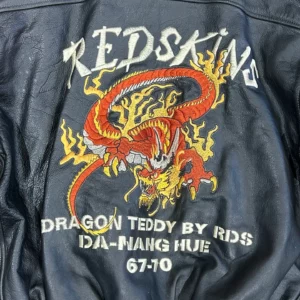 REDSKINS
DRAGON TEDDY BY RDS
DA-NANG HUE
67-70